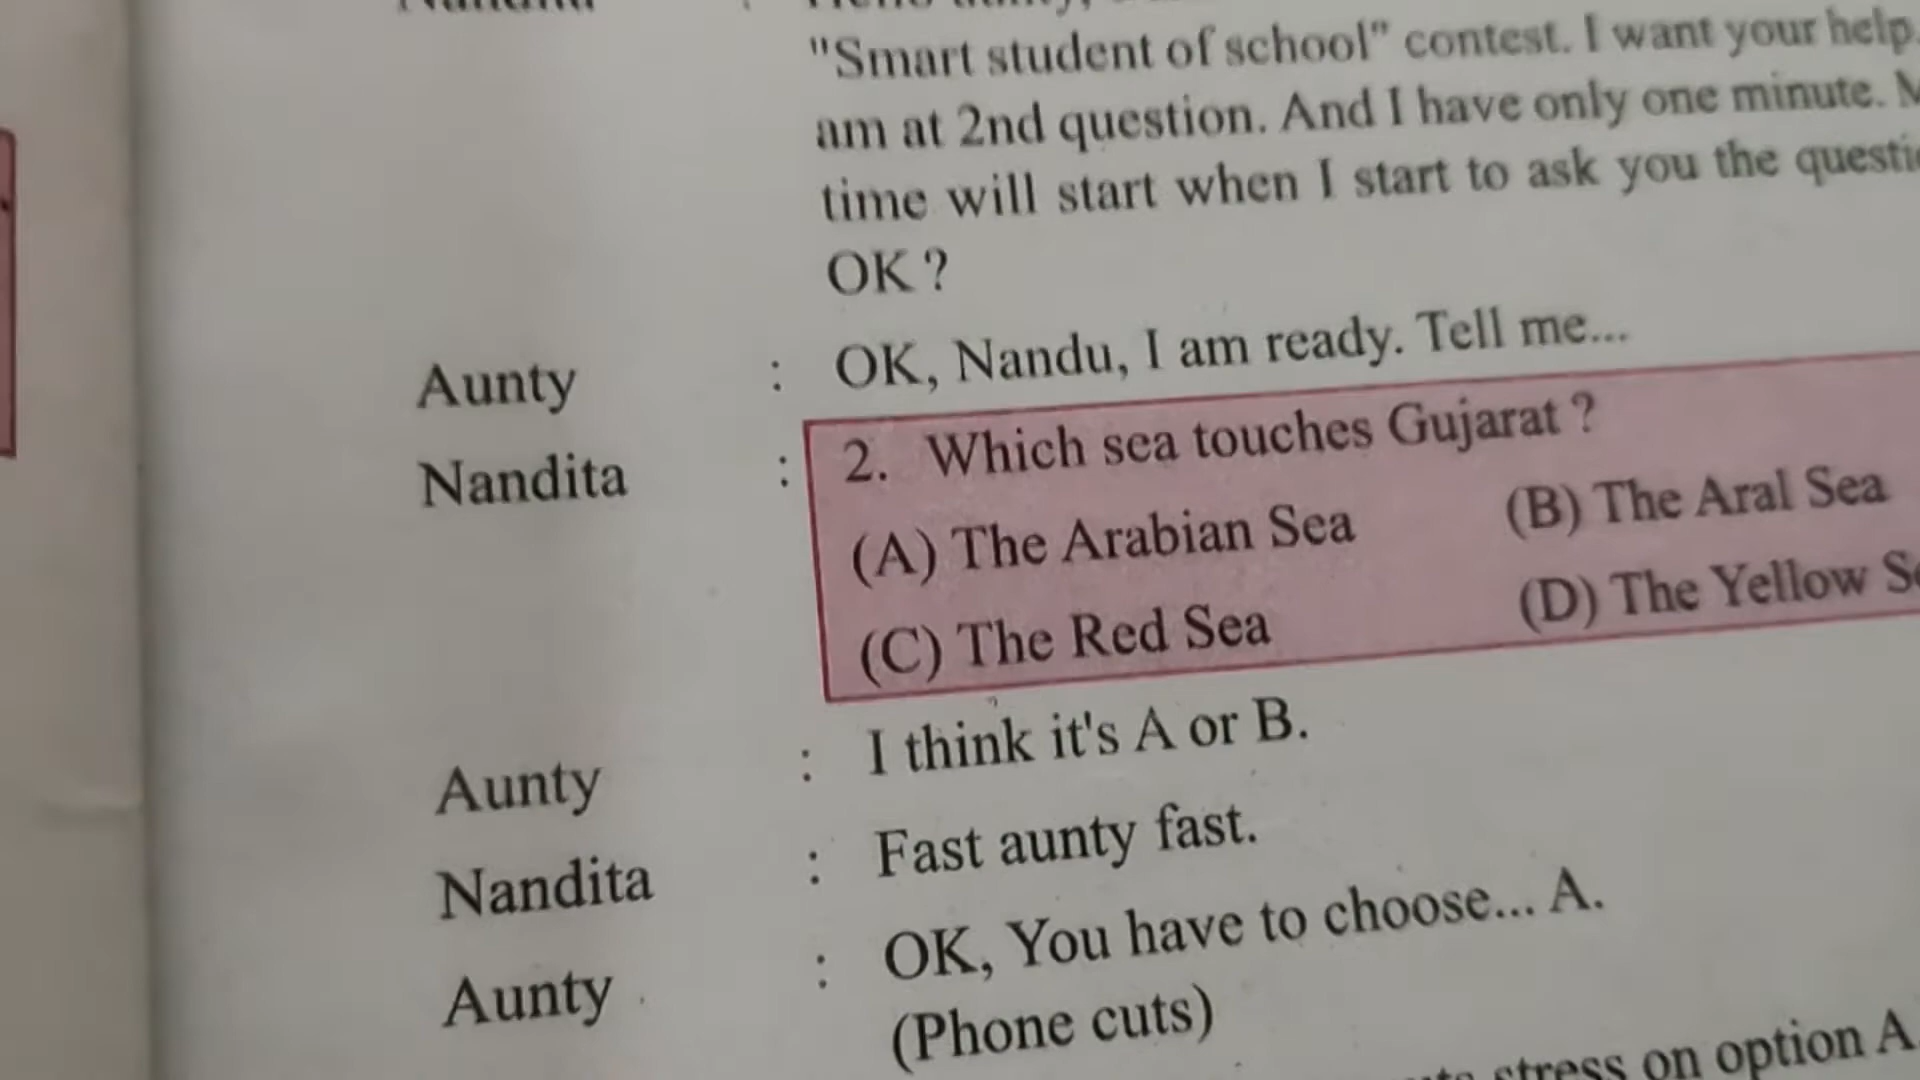 "Smart student of school" contest. I want your help.
am at 2nd question. And I have only one minute.
time will start when I start to ask you the
OK ?
Aunty : OK, Nandu, I am ready. Tell me...
Nandita : 2. Which sea touches Gujarat ?
(A) The Arabian Sea (B) The Aral Sea
(C) The Red Sea (D) The Yellow
Aunty : I think it's A or B.
Nandita : Fast aunty fast.
Aunty : OK, You have to choose... A.
(Phone cuts)
stress on option A.